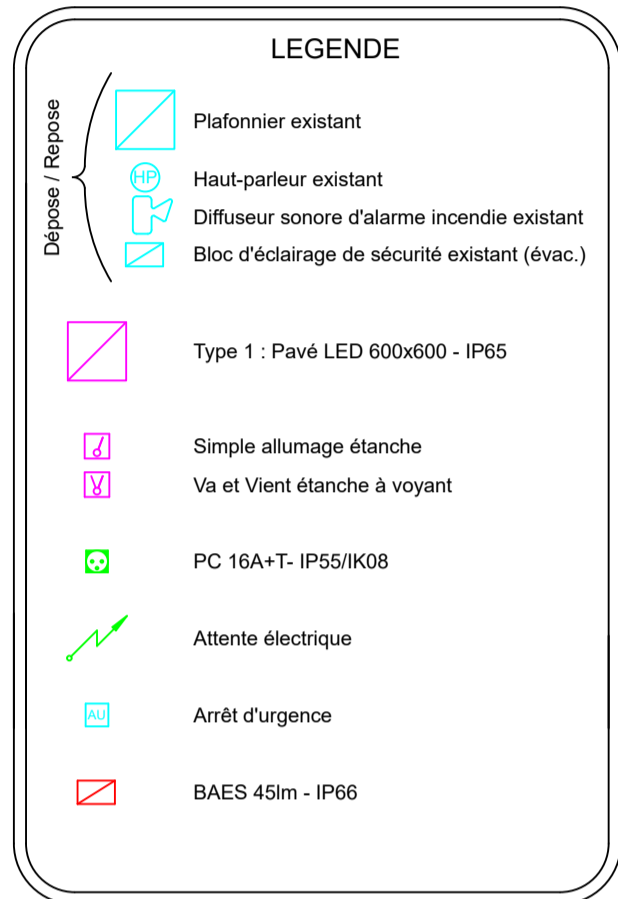 LEGENDE
Dépose / Repose
Plafonnier existant
HP
Haut-parleur existant
Diffuseur sonore d'alarme incendie existant
Bloc d'éclairage de sécurité existant (évac.)
Type 1 : Pavé LED 600x600 - IP65
Simple allumage étanche
Va et Vient étanche à voyant
PC 16A+T- IP55/IK08
Attente électrique
AU
Arrêt d'urgence
BAES 45lm - IP66